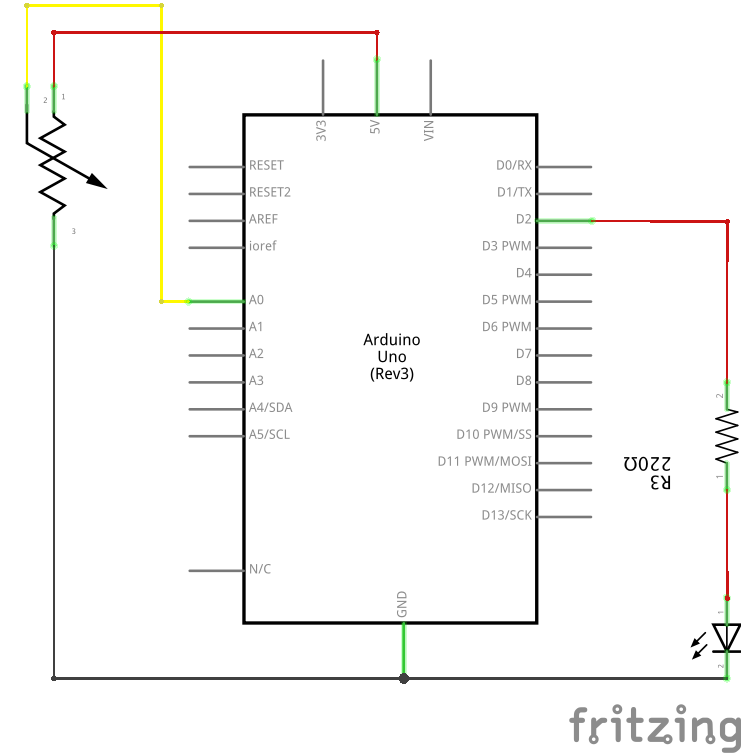 2
1
3
3V3
5V
VIN
RESET
RESET2
AREF
ioref
A0
A1
A2
A3
A4/SDA
A5/SCL
N/C
Arduino
Uno
(Rev3)
D0/RX
D1/TX
D2
D3 PWM
D4
D5 PWM
D6 PWM
D7
D8
D9 PWM
D10 PWM/SS
D11 PWM/MOSI
D12/MISO
D13/SCK
GND
2
1
R3
220Ω
1
2
fritzing